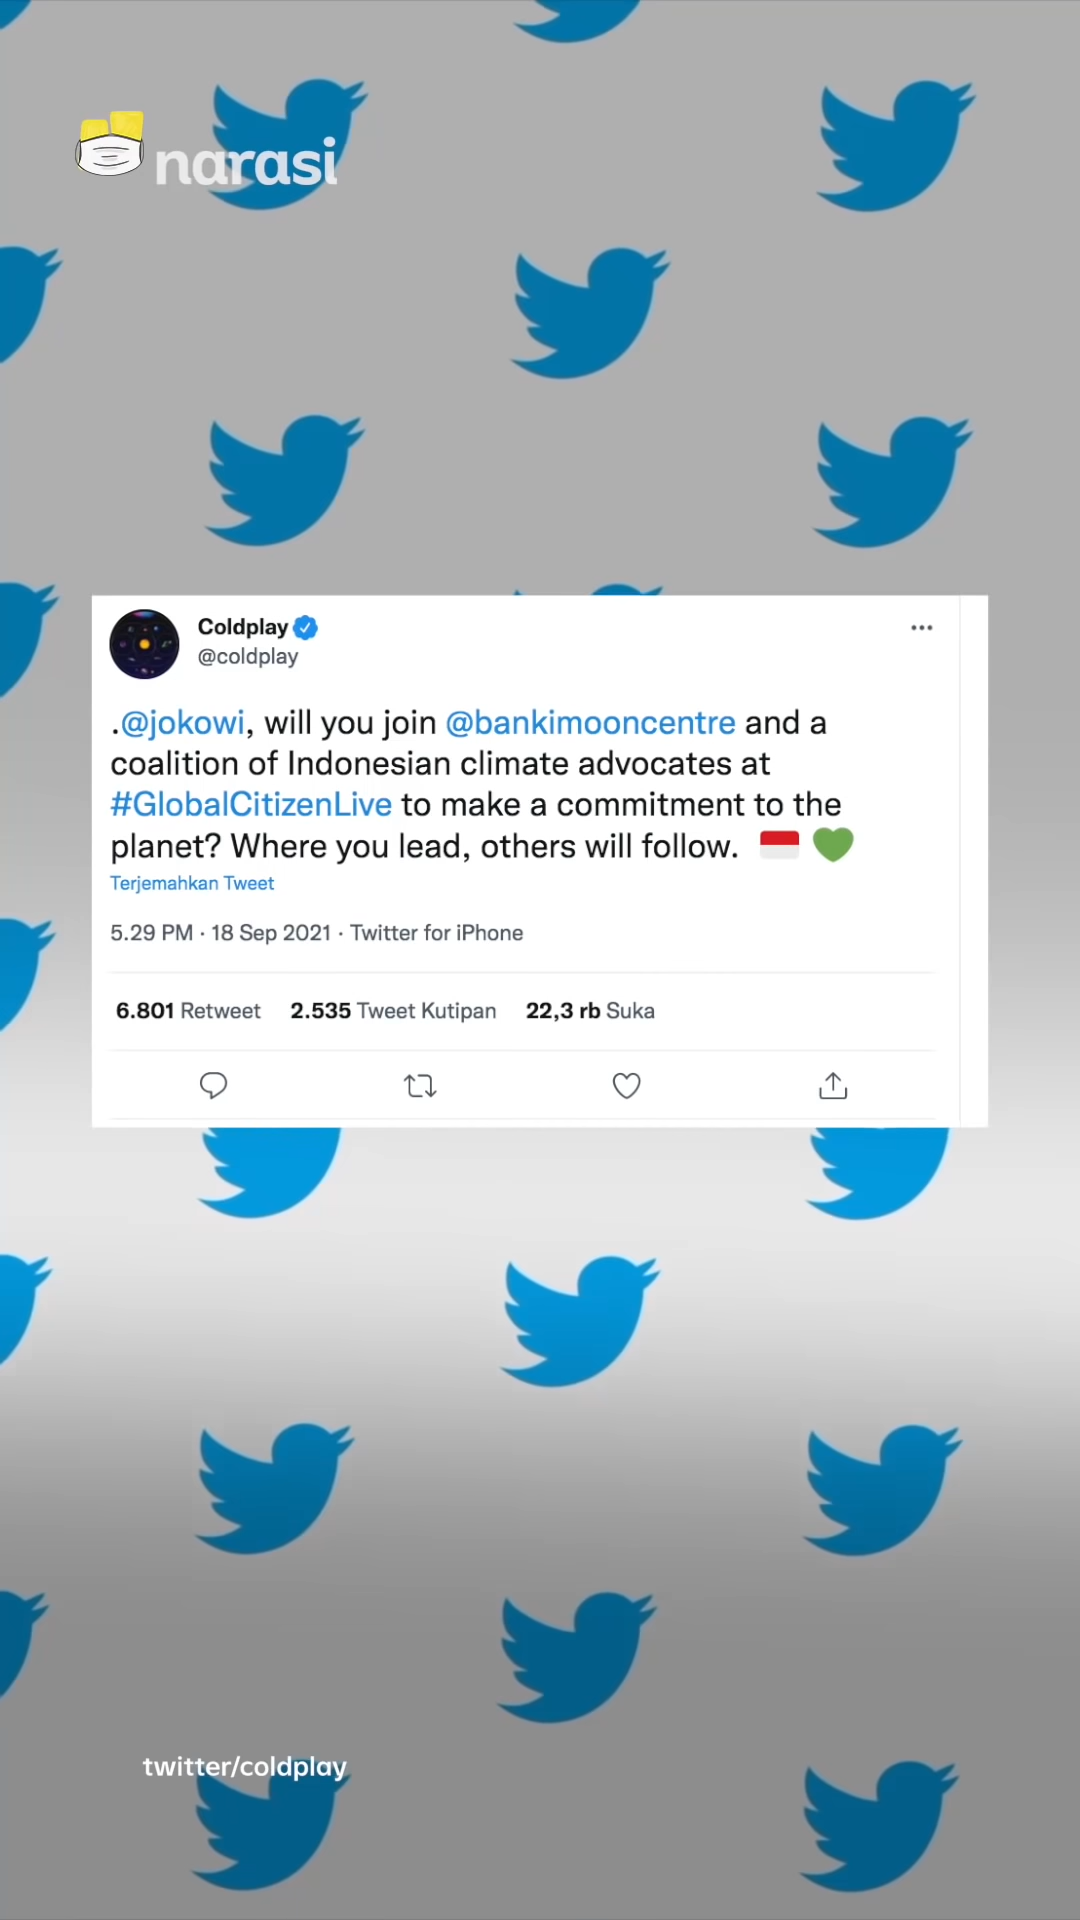 narasi
Coldplay
@coldplay
.@jokowi, will you join @bankimooncentre and a
coalition of Indonesian climate advocates at
#GlobalCitizenLive to make a commitment to the
planet? Where you lead, others will follow. 🇮🇩 💚
Terjemahkan Tweet
5.29 PM · 18 Sep 2021 · Twitter for iPhone
6.801 Retweet 2.535 Tweet Kutipan 22,3 rb Suka
twitter/coldplay